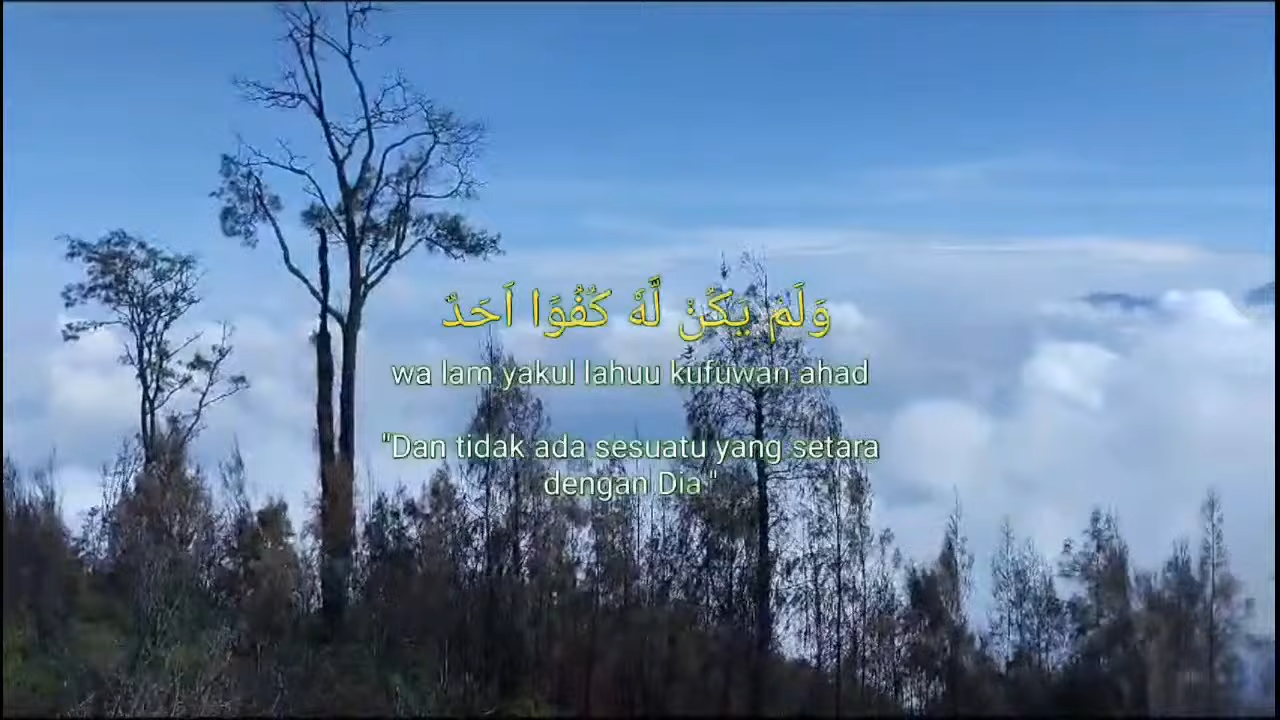 وَلَمْ يَكُنْ لَّهٗ كُفُوًا اَحَدٌ
wa lam yakul lahuu kufuwan ahad
"Dan tidak ada sesuatu yang setara
dengan Dia."